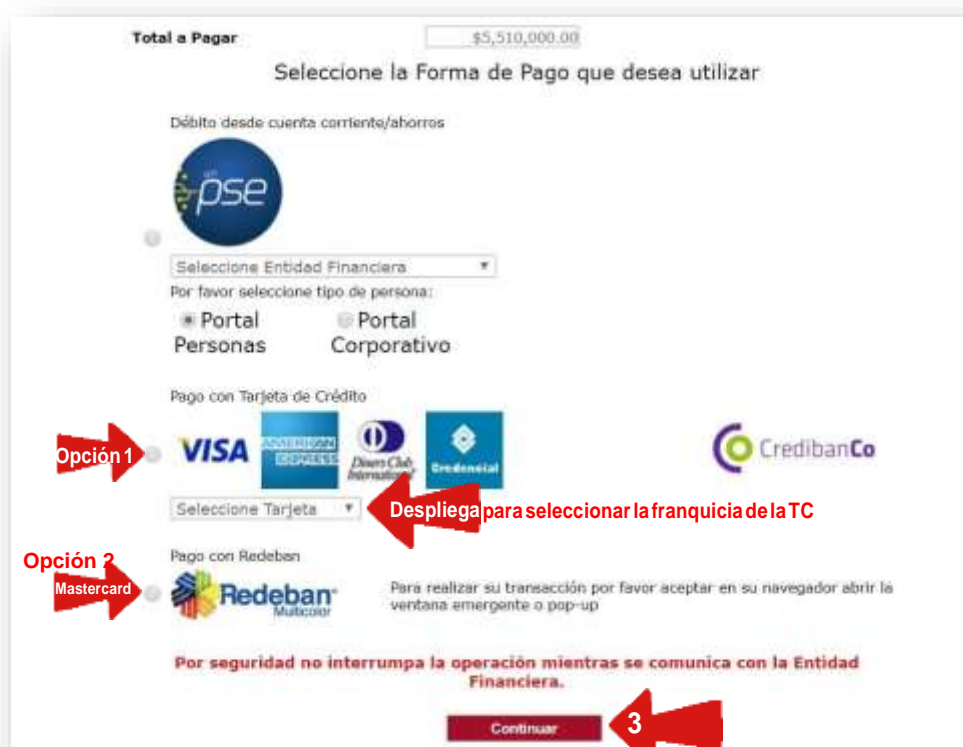 Total a Pagar $5,510,000.00
Seleccione la Forma de Pago que desea utilizar
Débito desde cuenta corriente/ahorros
pse
Seleccione Entidad Financiera
Por favor seleccione tipo de persona:
Portal Personas
Portal Corporativo
Pago con Tarjeta de Crédito
Opción 1
VISA
AMERICAN EXPRESS
Diners Club International
Credencial
CredibanCo
Seleccione Tarjeta
Despliega para seleccionar la franquicia de la TC
Opción 2
Mastercard
Pago con Redeban
Redeban
Multicolor
Para realizar su transacción por favor aceptar en su navegador abrir la
ventana emergente o pop-up
Por seguridad no interrumpa la operación mientras se comunica con la Entidad
Financiera.
Continuar
3